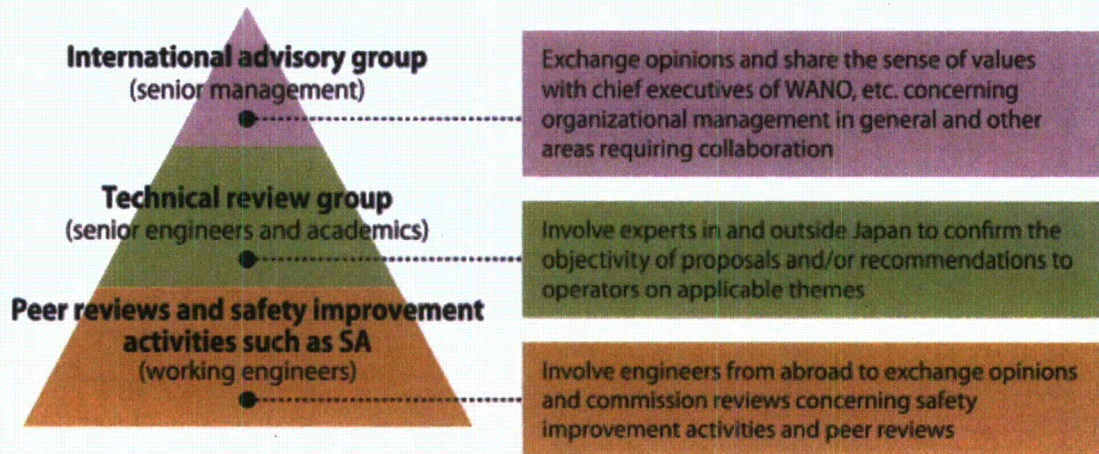 International advisory group
(senior management)
Exchange opinions and share the sense of values
with chief executives of WANO, etc. concerning
organizational management in general and other
areas requiring collaboration
Technical review group
(senior engineers and academics)
Involve experts in and outside Japan to confirm the
objectivity of proposals and/or recommendations to
operators on applicable themes
Peer reviews and safety improvement
activities such as SA
(working engineers)
Involve engineers from abroad to exchange opinions
and commission reviews concerning safety
improvement activities and peer reviews